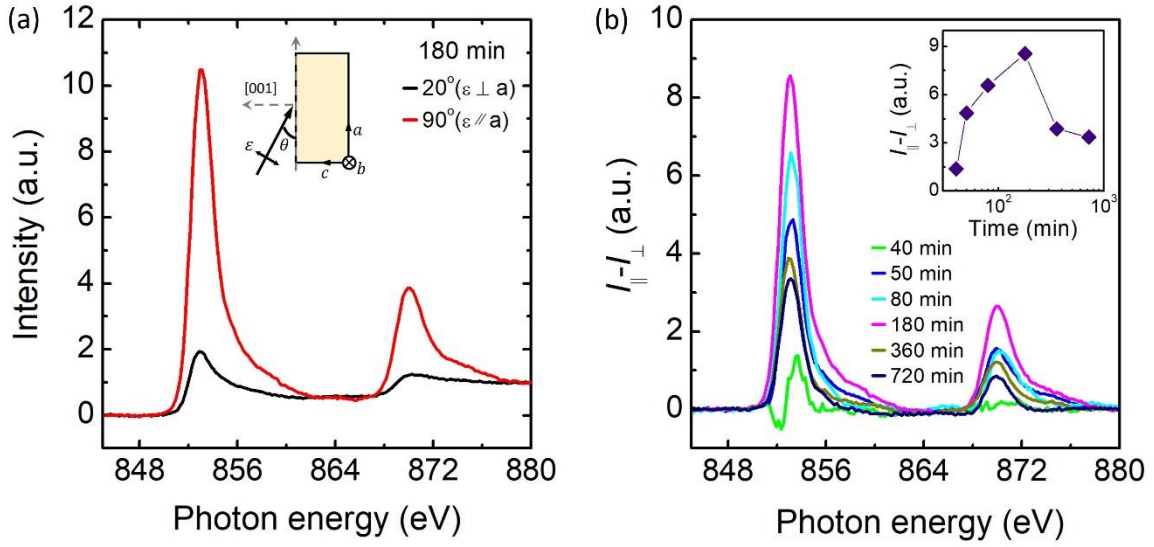 (a)
12
10
8
6
4
2
0
Intensity (a.u.)
848
856
864
872
880
Photon energy (eV)
180 min
20°(ε ⊥ a)
90°(ε // a)
[001]
ε
θ
a
c
b
(b)
10
8
6
4
2
0
I∥-I⊥ (a.u.)
848
856
864
872
880
Photon energy (eV)
40 min
50 min
80 min
180 min
360 min
720 min
9
6
3
0
I∥-I⊥ (a.u.)
10²
10³
Time (min)